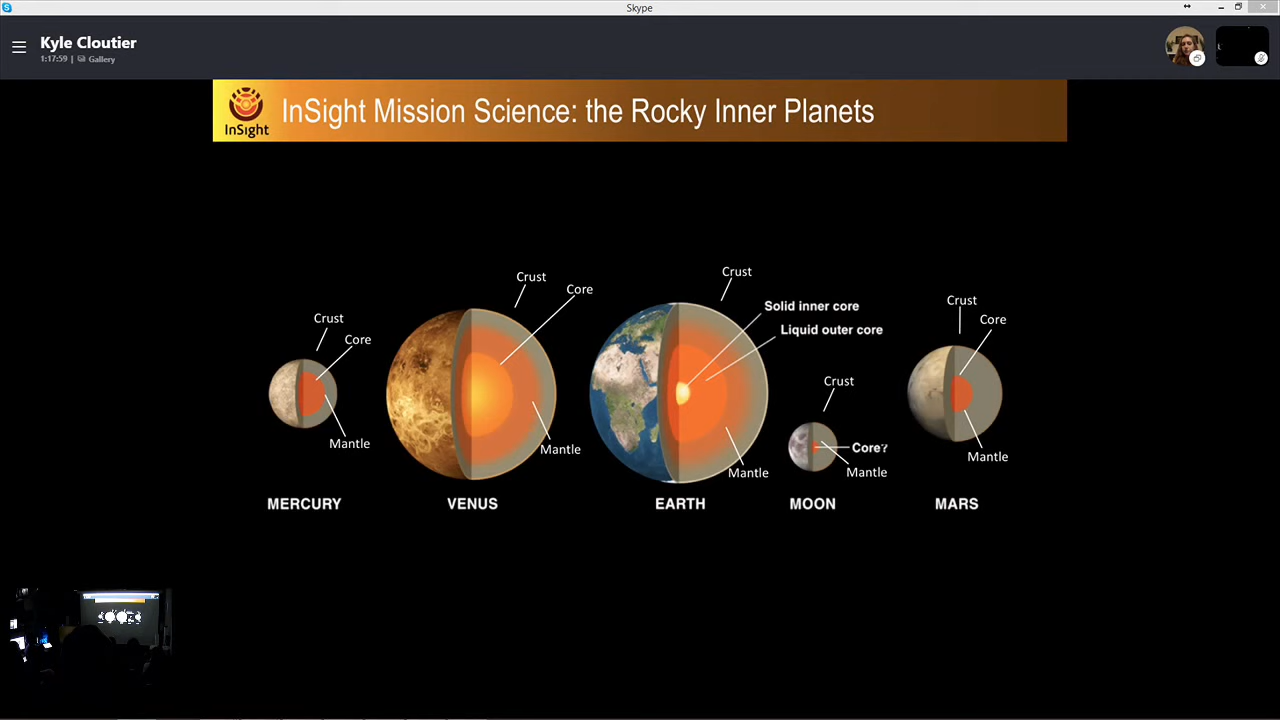 Skype
Kyle Cloutier
1:17:59 | Gallery
InSight
InSight Mission Science: the Rocky Inner Planets
Crust
Core
Mantle
MERCURY
Crust
Core
Mantle
VENUS
Crust
Solid inner core
Liquid outer core
Mantle
EARTH
Crust
Core?
Mantle
MOON
Crust
Core
Mantle
MARS